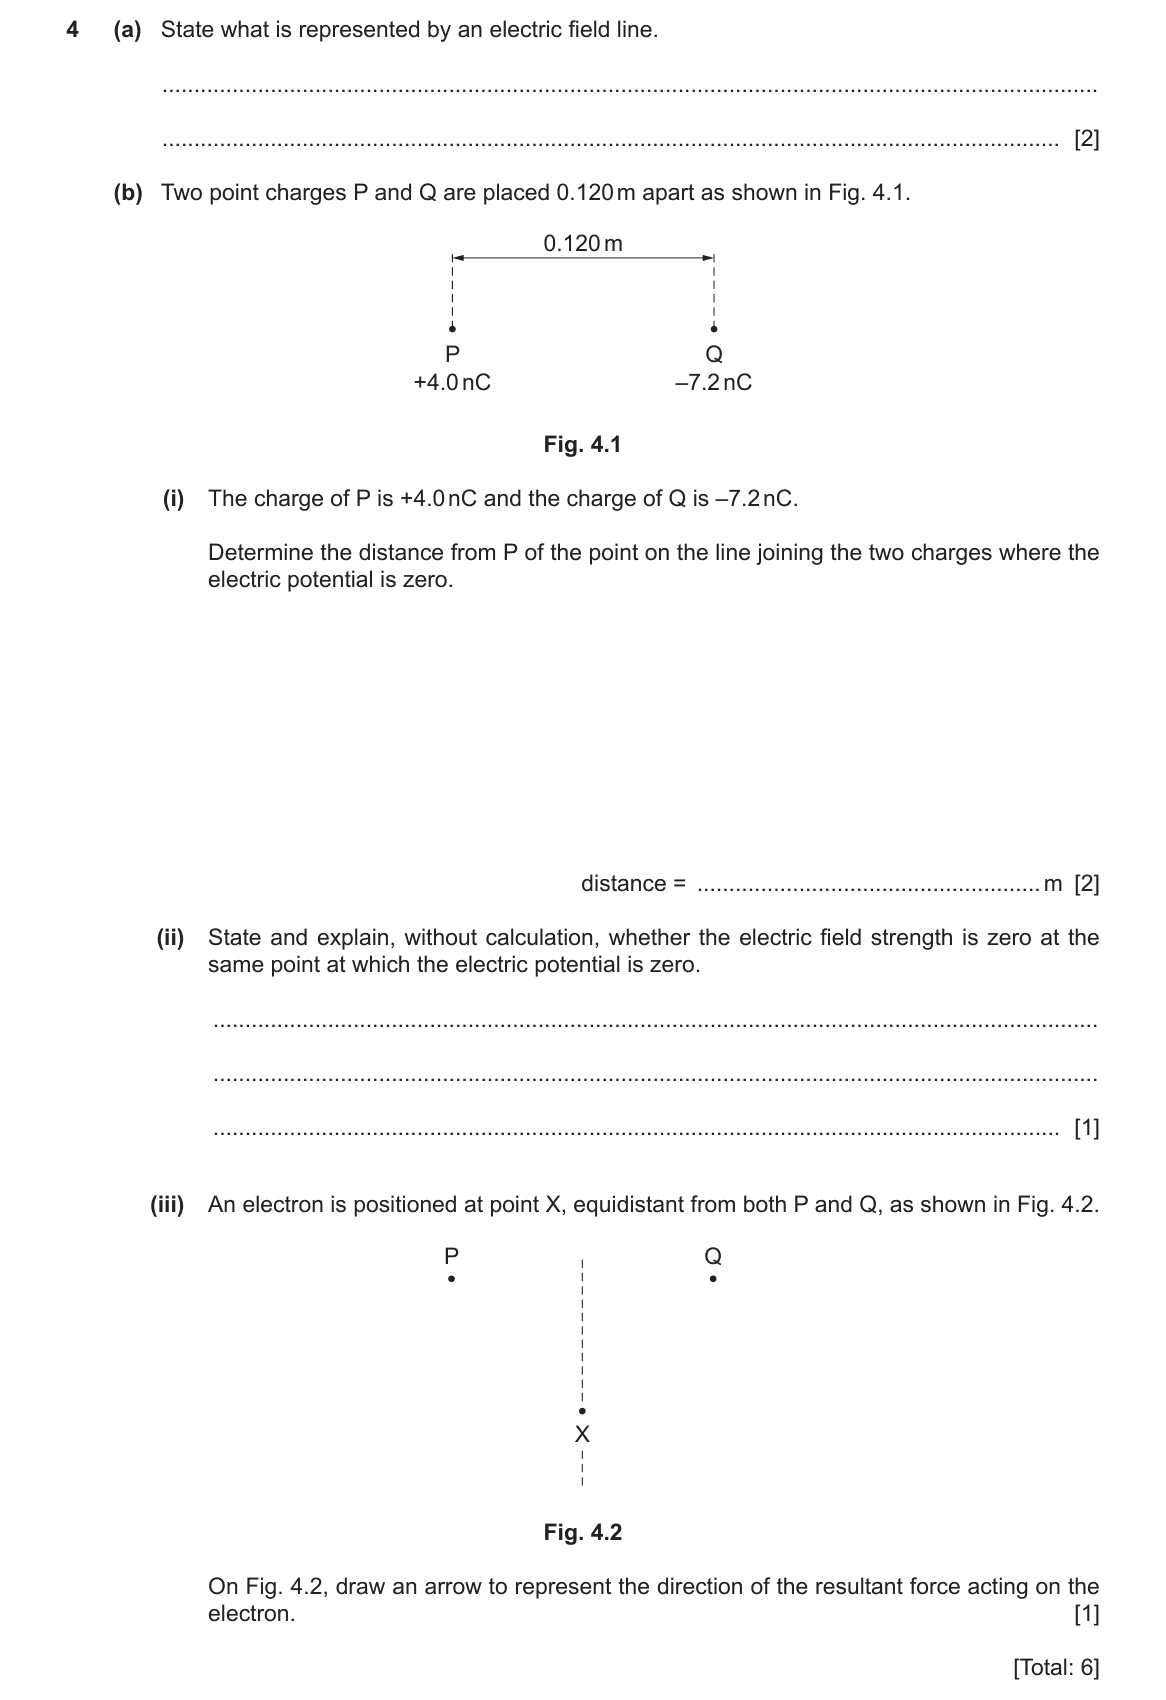 4 (a) State what is represented by an electric field line.
..........................................................................................................................................
.................................................................................................................................... [2]
(b) Two point charges P and Q are placed 0.120 m apart as shown in Fig. 4.1.
0.120 m
P Q
+4.0 nC –7.2 nC
Fig. 4.1
(i) The charge of P is +4.0 nC and the charge of Q is –7.2 nC.
Determine the distance from P of the point on the line joining the two charges where the
electric potential is zero.
distance = ...................................................... m [2]
(ii) State and explain, without calculation, whether the electric field strength is zero at the
same point at which the electric potential is zero.
..................................................................................................................................
..................................................................................................................................
............................................................................................................................ [1]
(iii) An electron is positioned at point X, equidistant from both P and Q, as shown in Fig. 4.2.
P Q
X
Fig. 4.2
On Fig. 4.2, draw an arrow to represent the direction of the resultant force acting on the
electron. [1]
[Total: 6]